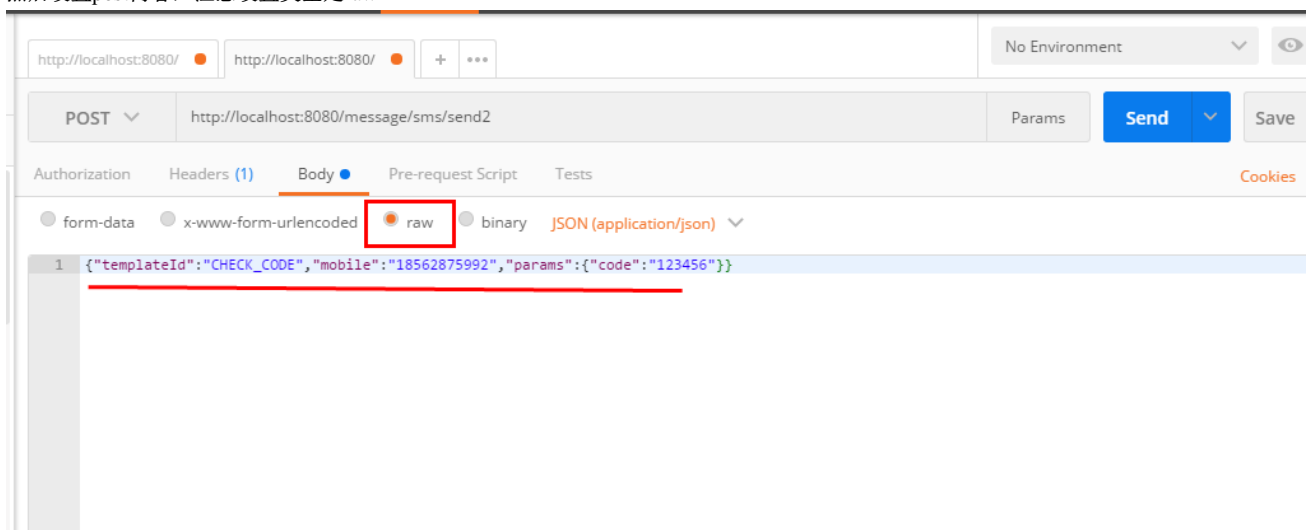 http://localhost:8080/ http://localhost:8080/ + ••• No Environment
POST http://localhost:8080/message/sms/send2 Params Send Save
Authorization Headers (1) Body Pre-request Script Tests Cookies
form-data x-www-form-urlencoded raw binary JSON (application/json)
1 {"templateId":"CHECK_CODE","mobile":"18562875992","params":{"code":"123456"}}